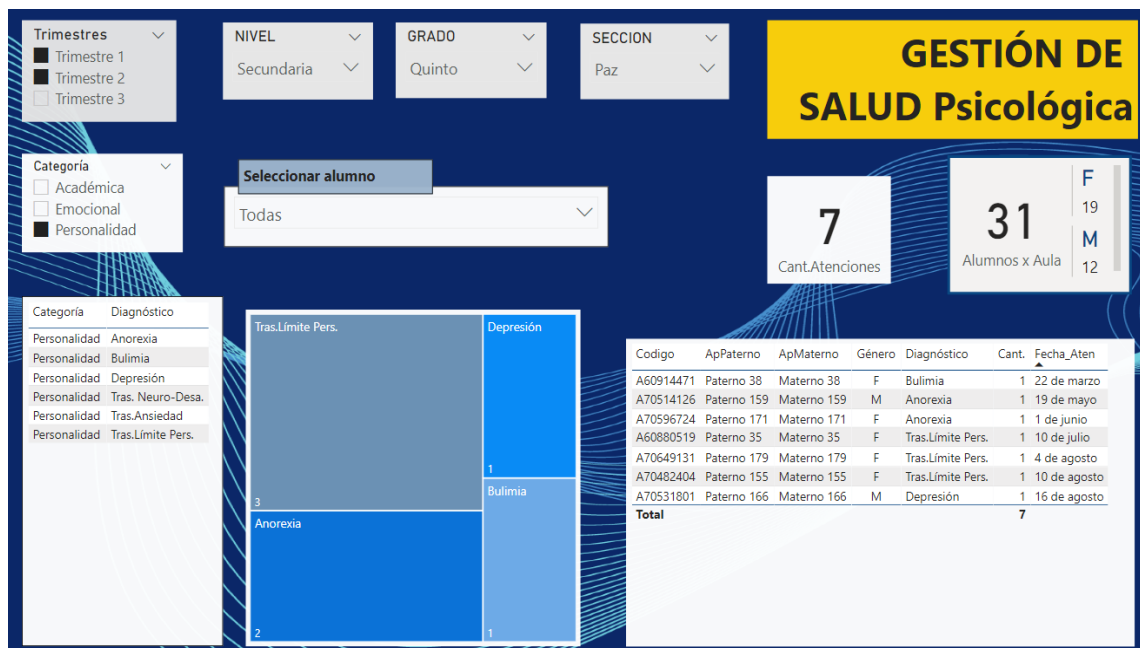 Trimestres
Trimestre 1
Trimestre 2
Trimestre 3
NIVEL
Secundaria
GRADO
Quinto
SECCION
Paz
GESTIÓN DE
SALUD Psicológica
Categoría
Académica
Emocional
Personalidad
Seleccionar alumno
Todas
7
Cant.Atenciones
31
Alumnos x Aula
F
19
M
12
Categoría Diagnóstico
Personalidad Anorexia
Personalidad Bulimia
Personalidad Depresión
Personalidad Tras. Neuro-Desa.
Personalidad Tras.Ansiedad
Personalidad Tras.Límite Pers.
Tras.Límite Pers.
3
Anorexia
2
Depresión
1
Bulimia
1
Codigo ApPaterno ApMaterno Género Diagnóstico Cant. Fecha_Aten
A60914471 Paterno 38 Materno 38 F Bulimia 1 22 de marzo
A70514126 Paterno 159 Materno 159 M Anorexia 1 19 de mayo
A70596724 Paterno 171 Materno 171 F Anorexia 1 1 de junio
A60880519 Paterno 35 Materno 35 F Tras.Límite Pers. 1 10 de julio
A70649131 Paterno 179 Materno 179 F Tras.Límite Pers. 1 4 de agosto
A70482404 Paterno 155 Materno 155 F Tras.Límite Pers. 1 10 de agosto
A70531801 Paterno 166 Materno 166 M Depresión 1 16 de agosto
Total 7